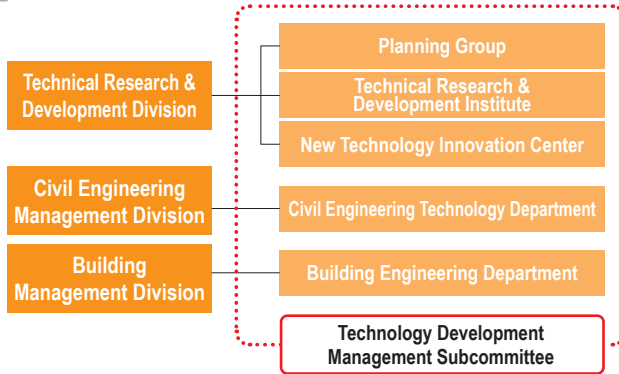 Planning Group
Technical Research &
Development Division
Technical Research &
Development Institute
New Technology Innovation Center
Civil Engineering
Management Division
Civil Engineering Technology Department
Building
Management Division
Building Engineering Department
Technology Development
Management Subcommittee